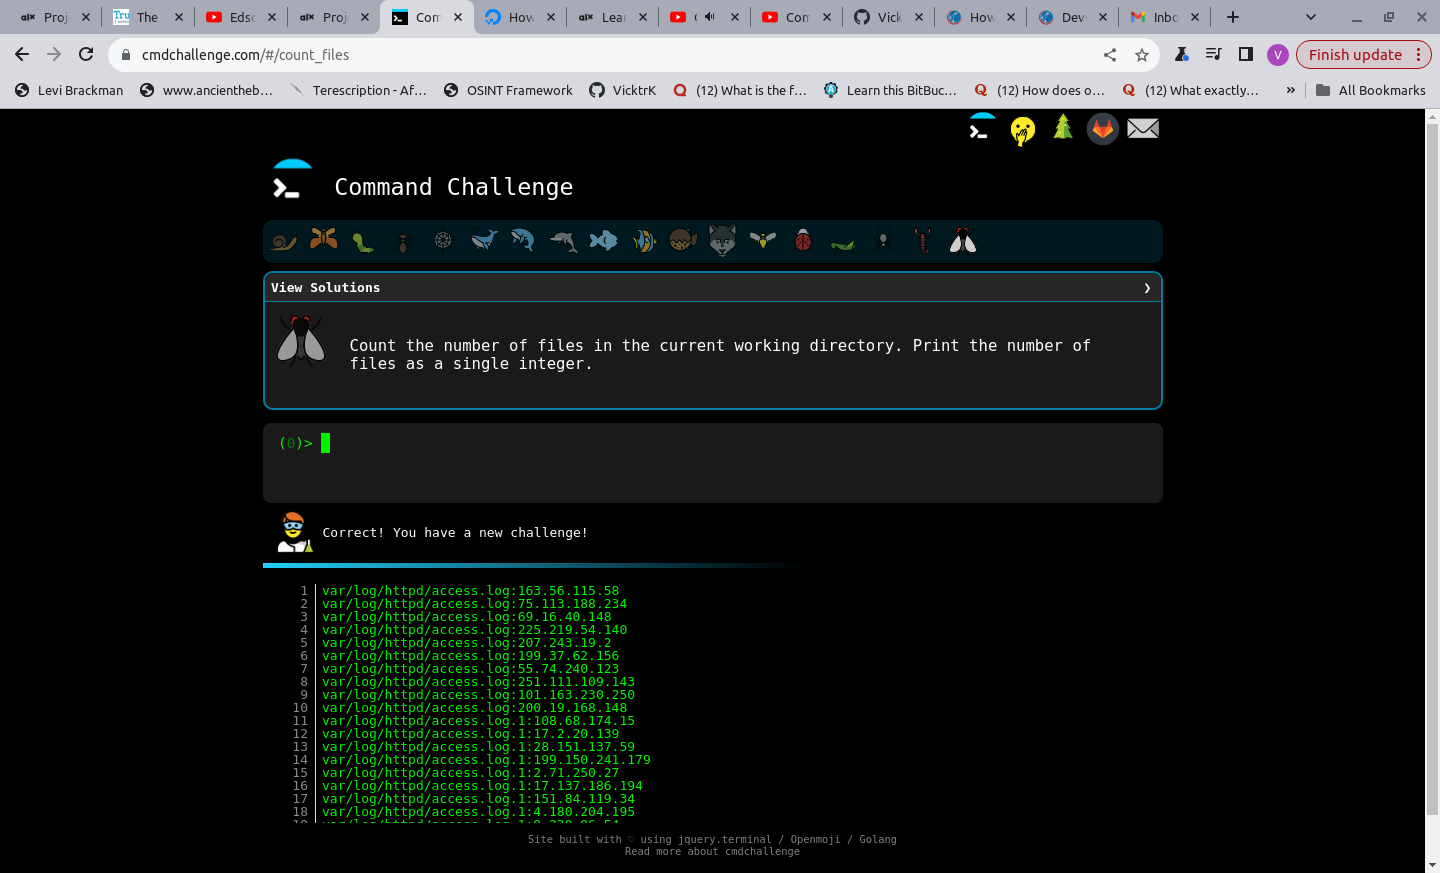 Proj
The
Edso
Proj
Com
How
Lear
Com
Vick
How
Dev
Inbo
cmdchallenge.com/#/count_files
V
Finish update
Levi Brackman
www.ancientheb...
Terescription - Af...
OSINT Framework
VicktrK
(12) What is the f...
Learn this BitBuc...
(12) How does o...
(12) What exactly...
»
All Bookmarks
Command Challenge
View Solutions
Count the number of files in the current working directory. Print the number of
files as a single integer.
(0)>
Correct! You have a new challenge!
1 var/log/httpd/access.log:163.56.115.58
2 var/log/httpd/access.log:75.113.188.234
3 var/log/httpd/access.log:69.16.40.148
4 var/log/httpd/access.log:225.219.54.140
5 var/log/httpd/access.log:207.243.19.2
6 var/log/httpd/access.log:199.37.62.156
7 var/log/httpd/access.log:55.74.240.123
8 var/log/httpd/access.log:251.111.109.143
9 var/log/httpd/access.log:101.163.230.250
10 var/log/httpd/access.log:200.19.168.148
11 var/log/httpd/access.log.1:108.68.174.15
12 var/log/httpd/access.log.1:17.2.20.139
13 var/log/httpd/access.log.1:28.151.137.59
14 var/log/httpd/access.log.1:199.150.241.179
15 var/log/httpd/access.log.1:2.71.250.27
16 var/log/httpd/access.log.1:17.137.186.194
17 var/log/httpd/access.log.1:151.84.119.34
18 var/log/httpd/access.log.1:4.180.204.195
Site built with ♡ using jquery.terminal / Openmoji / Golang
Read more about cmdchallenge